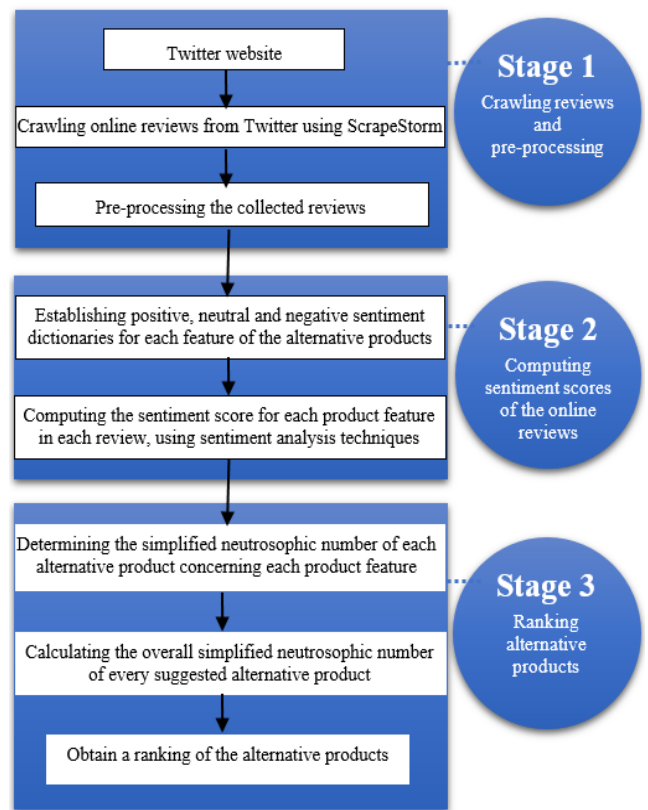 Twitter website
Crawling online reviews from Twitter using ScrapeStorm
Pre-processing the collected reviews
Stage 1
Crawling reviews
and
pre-processing
Establishing positive, neutral and negative sentiment
dictionaries for each feature of the alternative products
Computing the sentiment score for each product feature
in each review, using sentiment analysis techniques
Stage 2
Computing
sentiment scores
of the online
reviews
Determining the simplified neutrosophic number of each
alternative product concerning each product feature
Calculating the overall simplified neutrosophic number
of every suggested alternative product
Obtain a ranking of the alternative products
Stage 3
Ranking
alternative
products